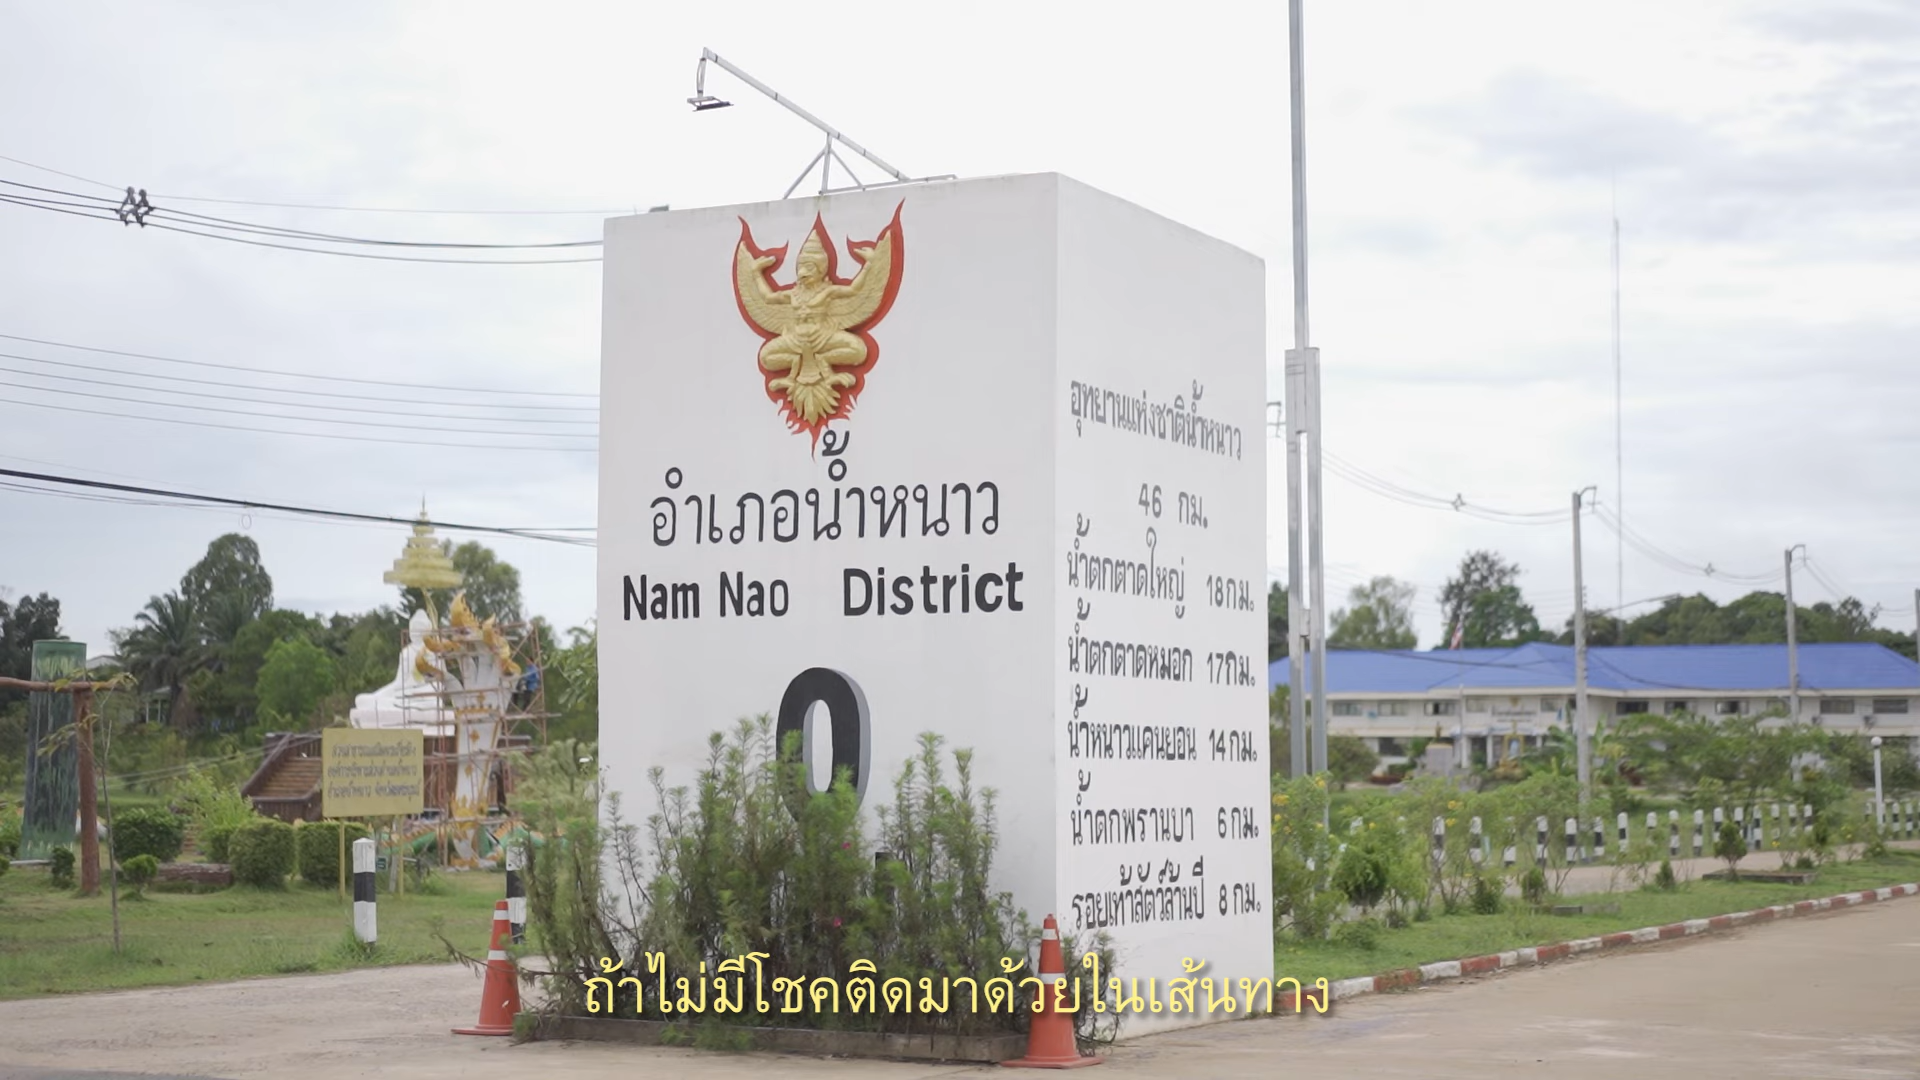 อำเภอน้ำหนาว
Nam Nao District
0
อุทยานแห่งชาติน้ำหนาว
46 กม.
น้ำตกตาดใหญ่ 18 กม.
น้ำตกตาดหมอก 17 กม.
น้ำหนาวแคนยอน 14 กม.
น้ำตกพรานบา 6 กม.
รอยเท้าสัตว์ล้านปี 8 กม.
ถ้าไม่มีโชคติดมาด้วยในเส้นทาง